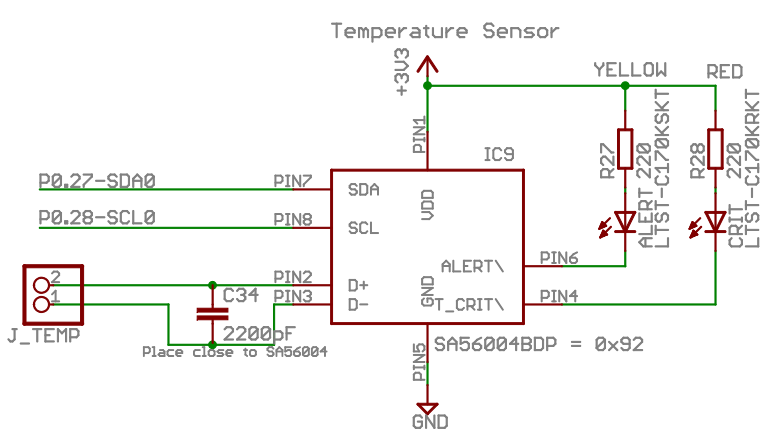 Temperature Sensor
+3V3
YELLOW
RED
PIN1
IC9
R27
220
LTST-C170KSKT
R28
220
LTST-C170KRKT
P0.27-SDA0
PIN7
SDA
VDD
ALERT
CRIT
P0.28-SCL0
PIN8
SCL
ALERT\
PIN6
2
PIN2
D+
GND
1
C34
PIN3
D-
T_CRIT\
PIN4
J_TEMP
2200pF
Place close to SA56004
PIN5
SA56004BDP = 0x92
GND